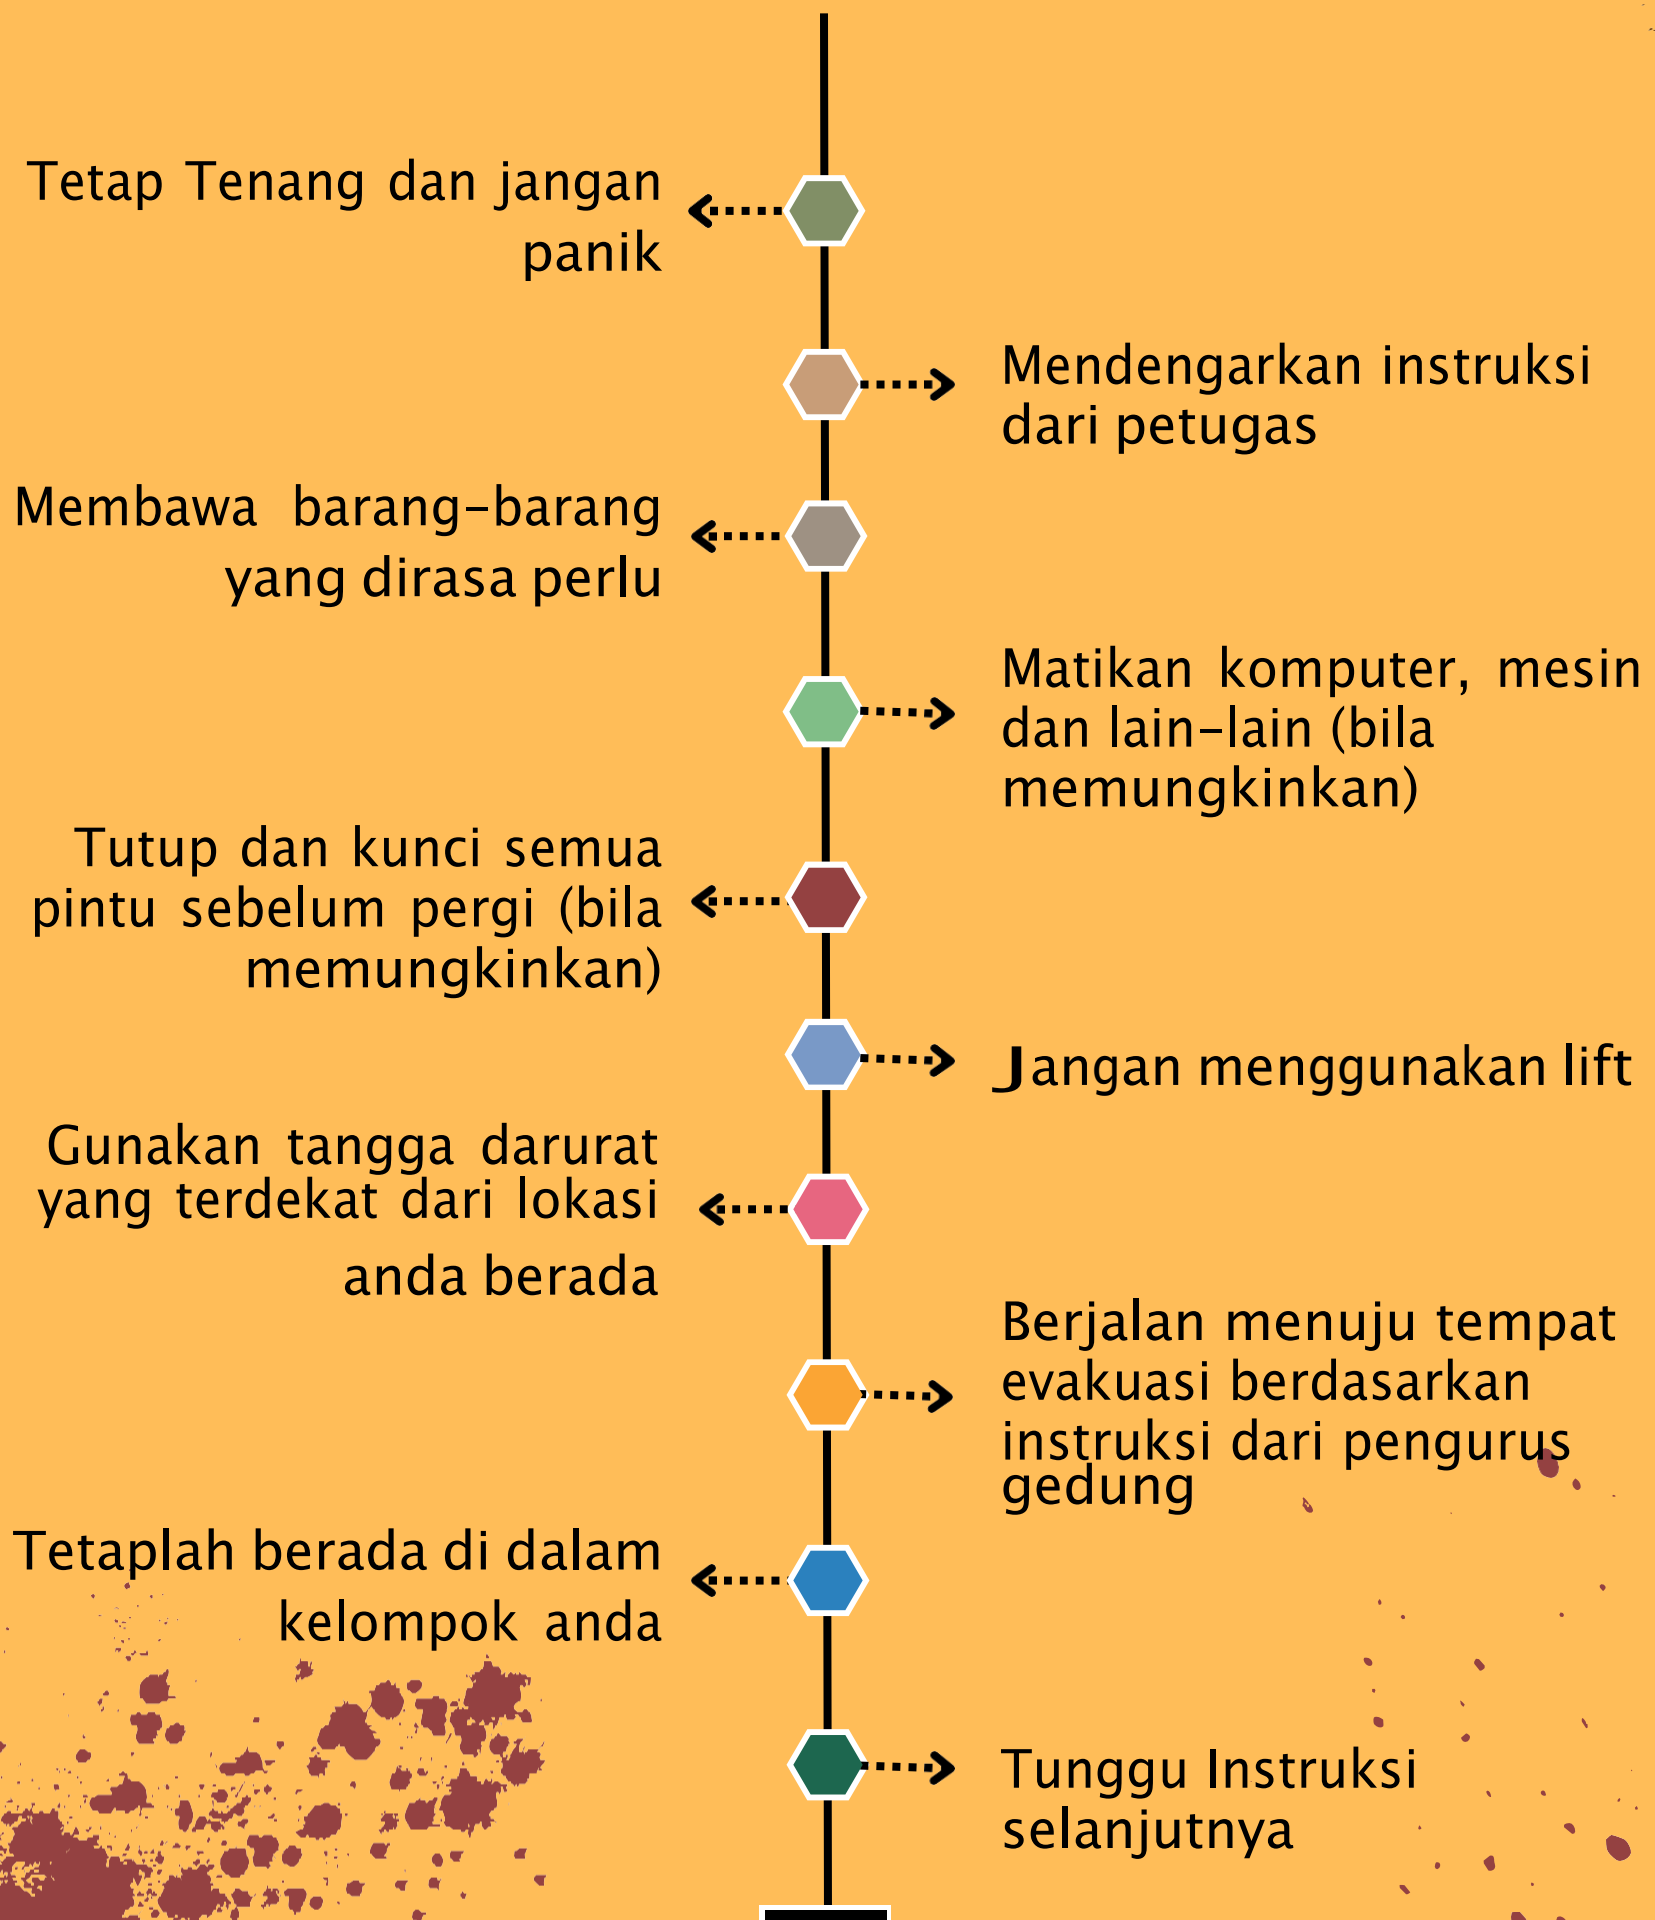 Tetap Tenang dan jangan
panik
Mendengarkan instruksi
dari petugas
Membawa barang-barang
yang dirasa perlu
Matikan komputer, mesin
dan lain-lain (bila
memungkinkan)
Tutup dan kunci semua
pintu sebelum pergi (bila
memungkinkan)
Jangan menggunakan lift
Gunakan tangga darurat
yang terdekat dari lokasi
anda berada
Berjalan menuju tempat
evakuasi berdasarkan
instruksi dari pengurus
gedung
Tetaplah berada di dalam
kelompok anda
Tunggu Instruksi
selanjutnya